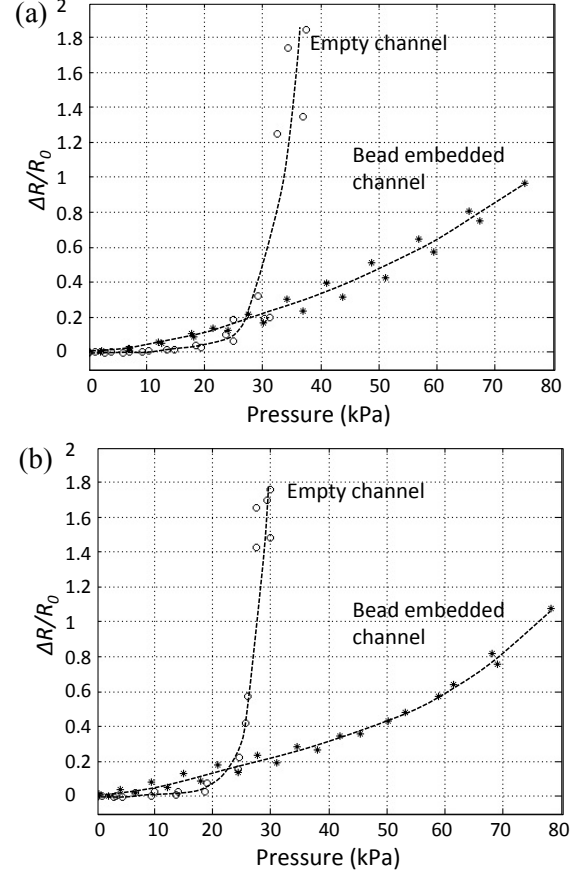 (a)
2
1.8
1.6
1.4
1.2
1
0.8
0.6
0.4
0.2
0
ΔR/R0
Empty channel
Bead embedded
channel
0 10 20 30 40 50 60 70 80
Pressure (kPa)
(b)
2
1.8
1.6
1.4
1.2
1
0.8
0.6
0.4
0.2
0
ΔR/R0
Empty channel
Bead embedded
channel
0 10 20 30 40 50 60 70 80
Pressure (kPa)